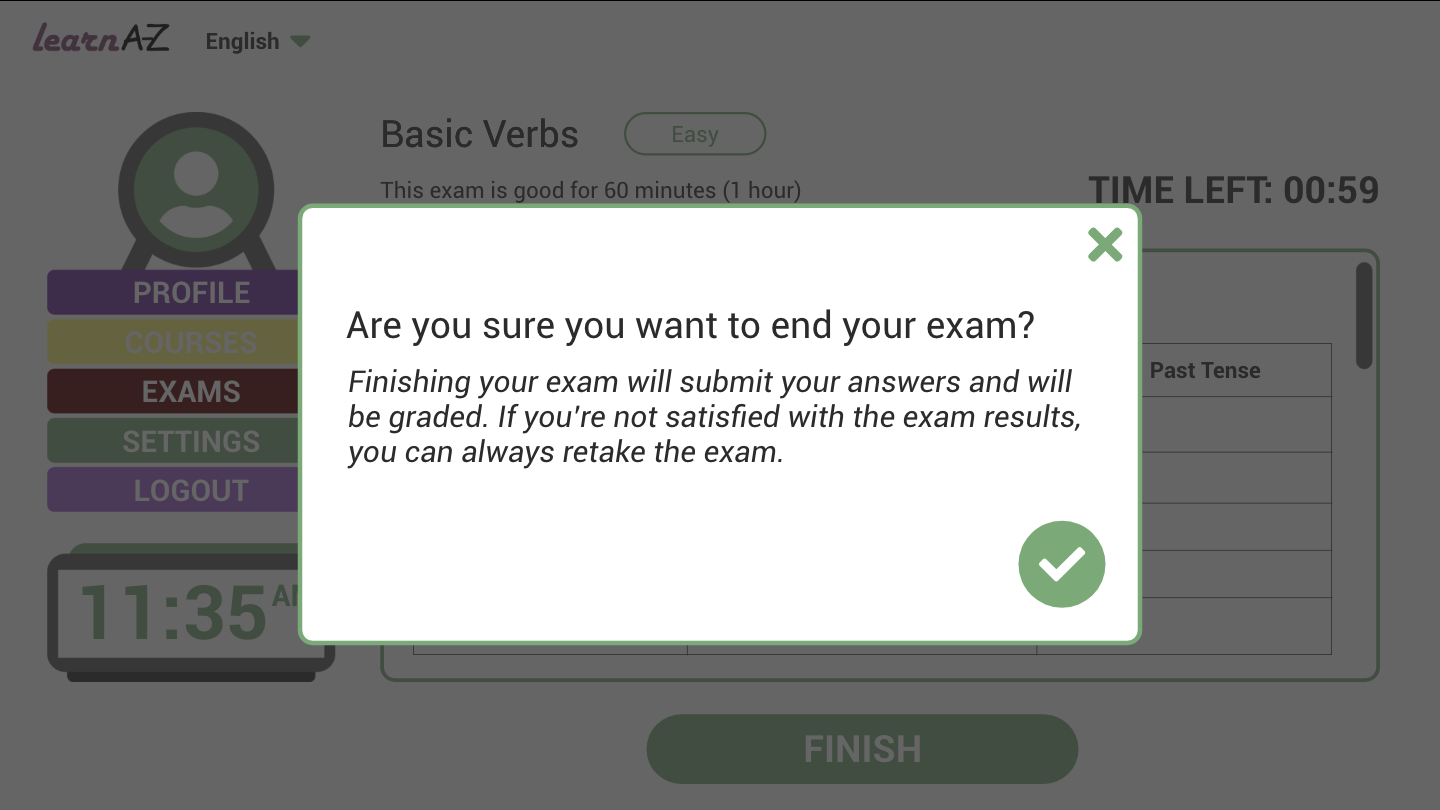 learnA-Z English
Basic Verbs Easy
This exam is good for 60 minutes (1 hour)
TIME LEFT: 00:59
PROFILE
COURSES
EXAMS
SETTINGS
LOGOUT
11:35
Are you sure you want to end your exam?
Finishing your exam will submit your answers and will
be graded. If you're not satisfied with the exam results,
you can always retake the exam.
Past Tense
FINISH